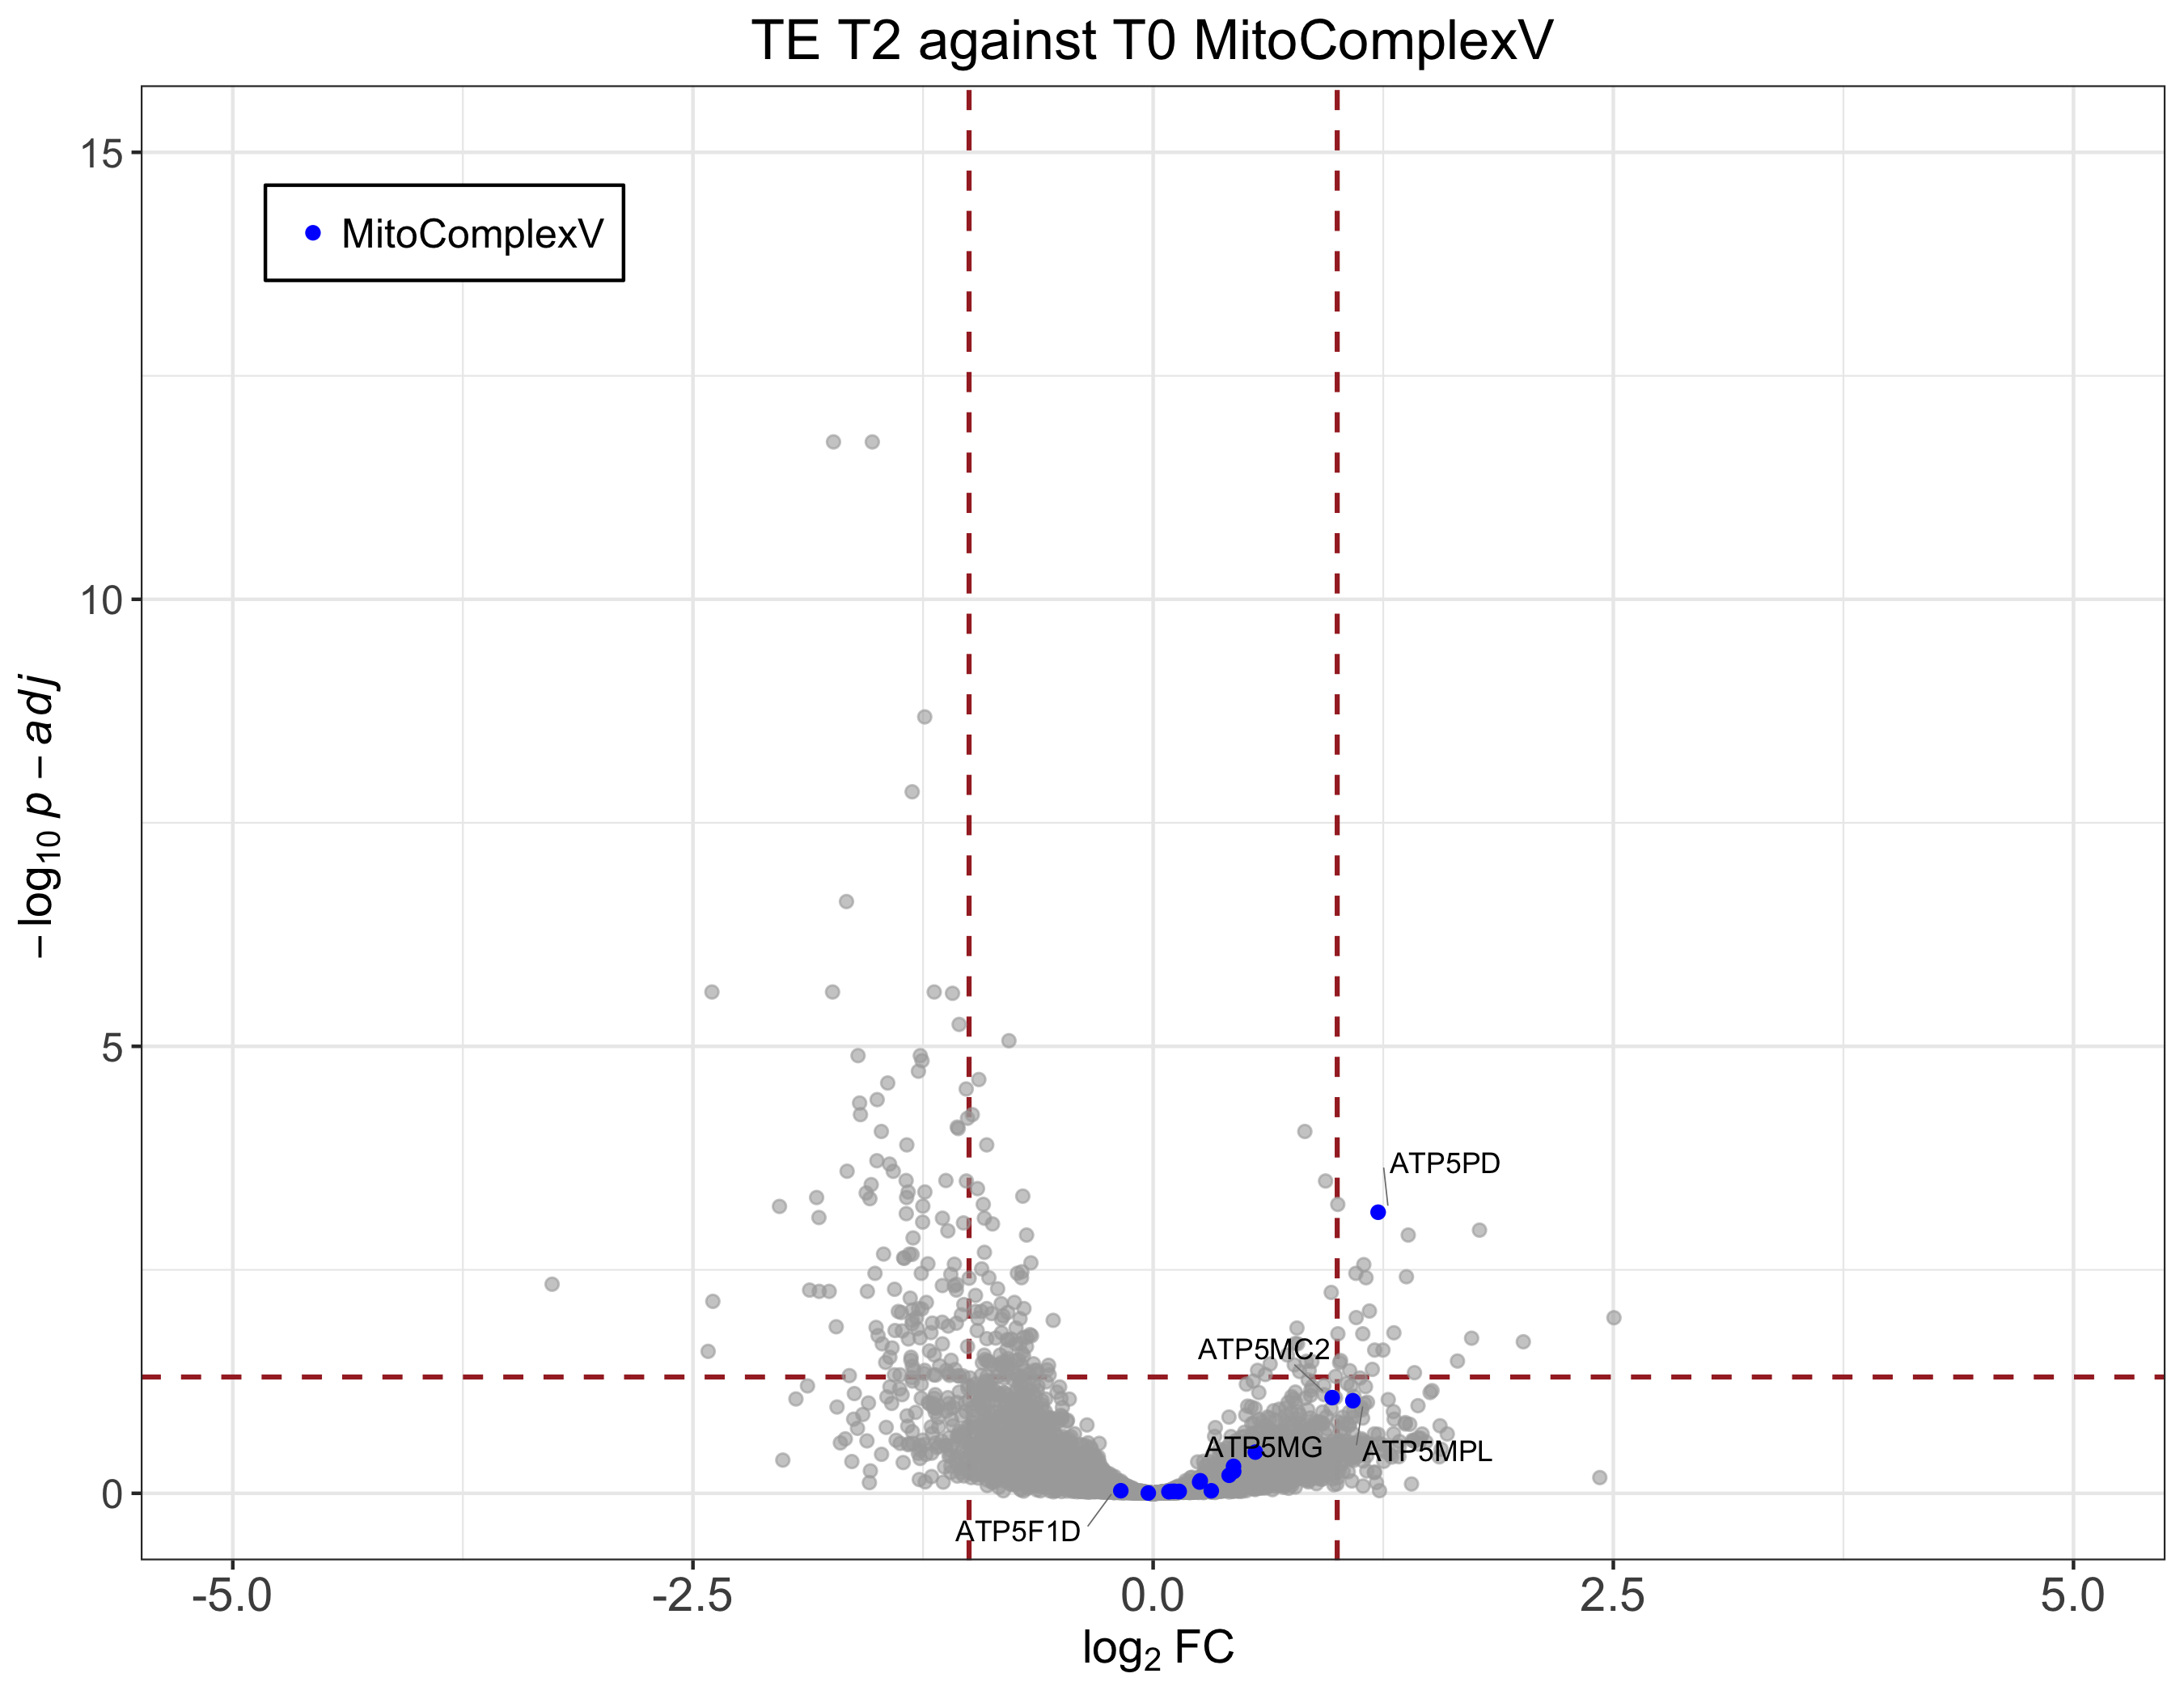 TE T2 against T0 MitoComplexV
15
MitoComplexV
10
−log10 p − adj
5
ATP5PD
ATP5MC2
ATP5MG
ATP5MPL
0
ATP5F1D
-5.0 -2.5 0.0 2.5 5.0
log2 FC